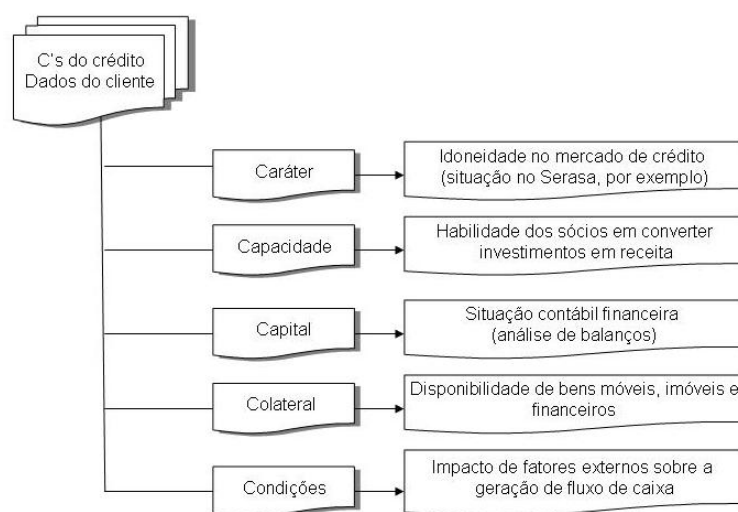 C's do crédito
Dados do cliente
Caráter
Idoneidade no mercado de crédito
(situação no Serasa, por exemplo)
Capacidade
Habilidade dos sócios em converter
investimentos em receita
Capital
Situação contábil financeira
(análise de balanços)
Colateral
Disponibilidade de bens móveis, imóveis e
financeiros
Condições
Impacto de fatores externos sobre a
geração de fluxo de caixa